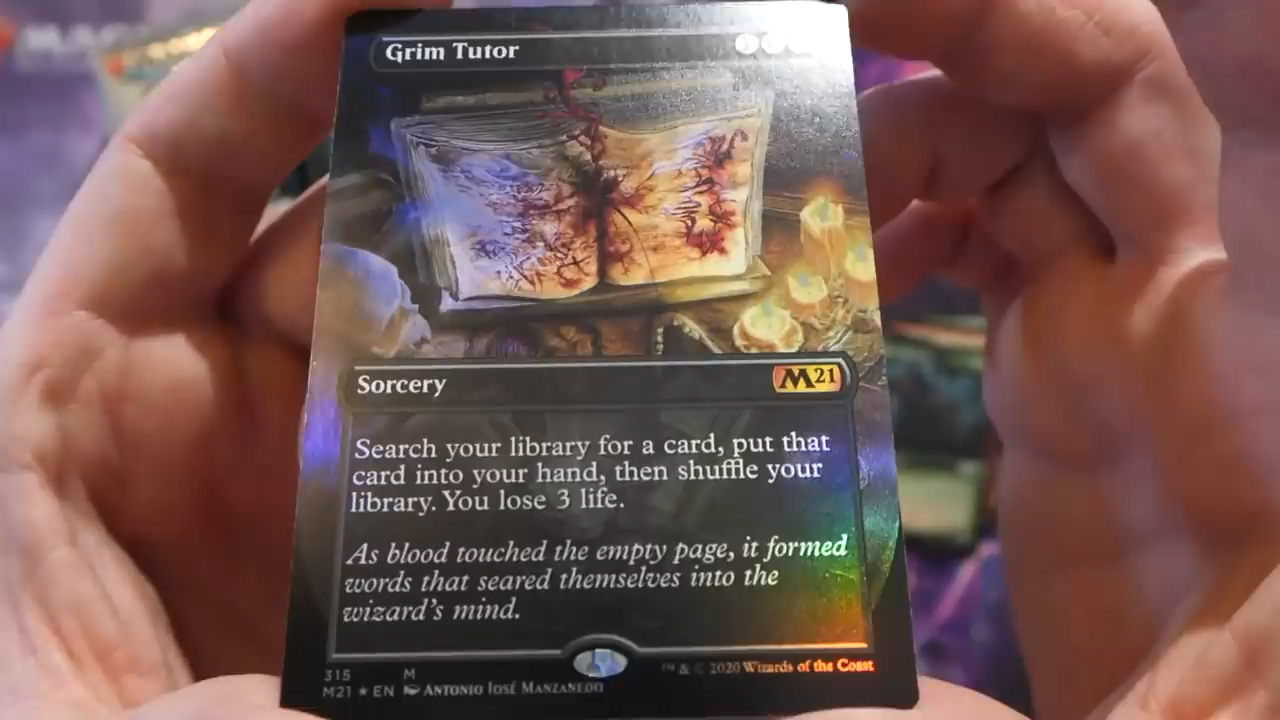 Grim Tutor
Sorcery
M21
Search your library for a card, put that
card into your hand, then shuffle your
library. You lose 3 life.
As blood touched the empty page, it formed
words that seared themselves into the
wizard's mind.
315 M
M21 ★ EN ANTONIO JOSÉ MANZANEDO
™ & © 2020 Wizards of the Coast